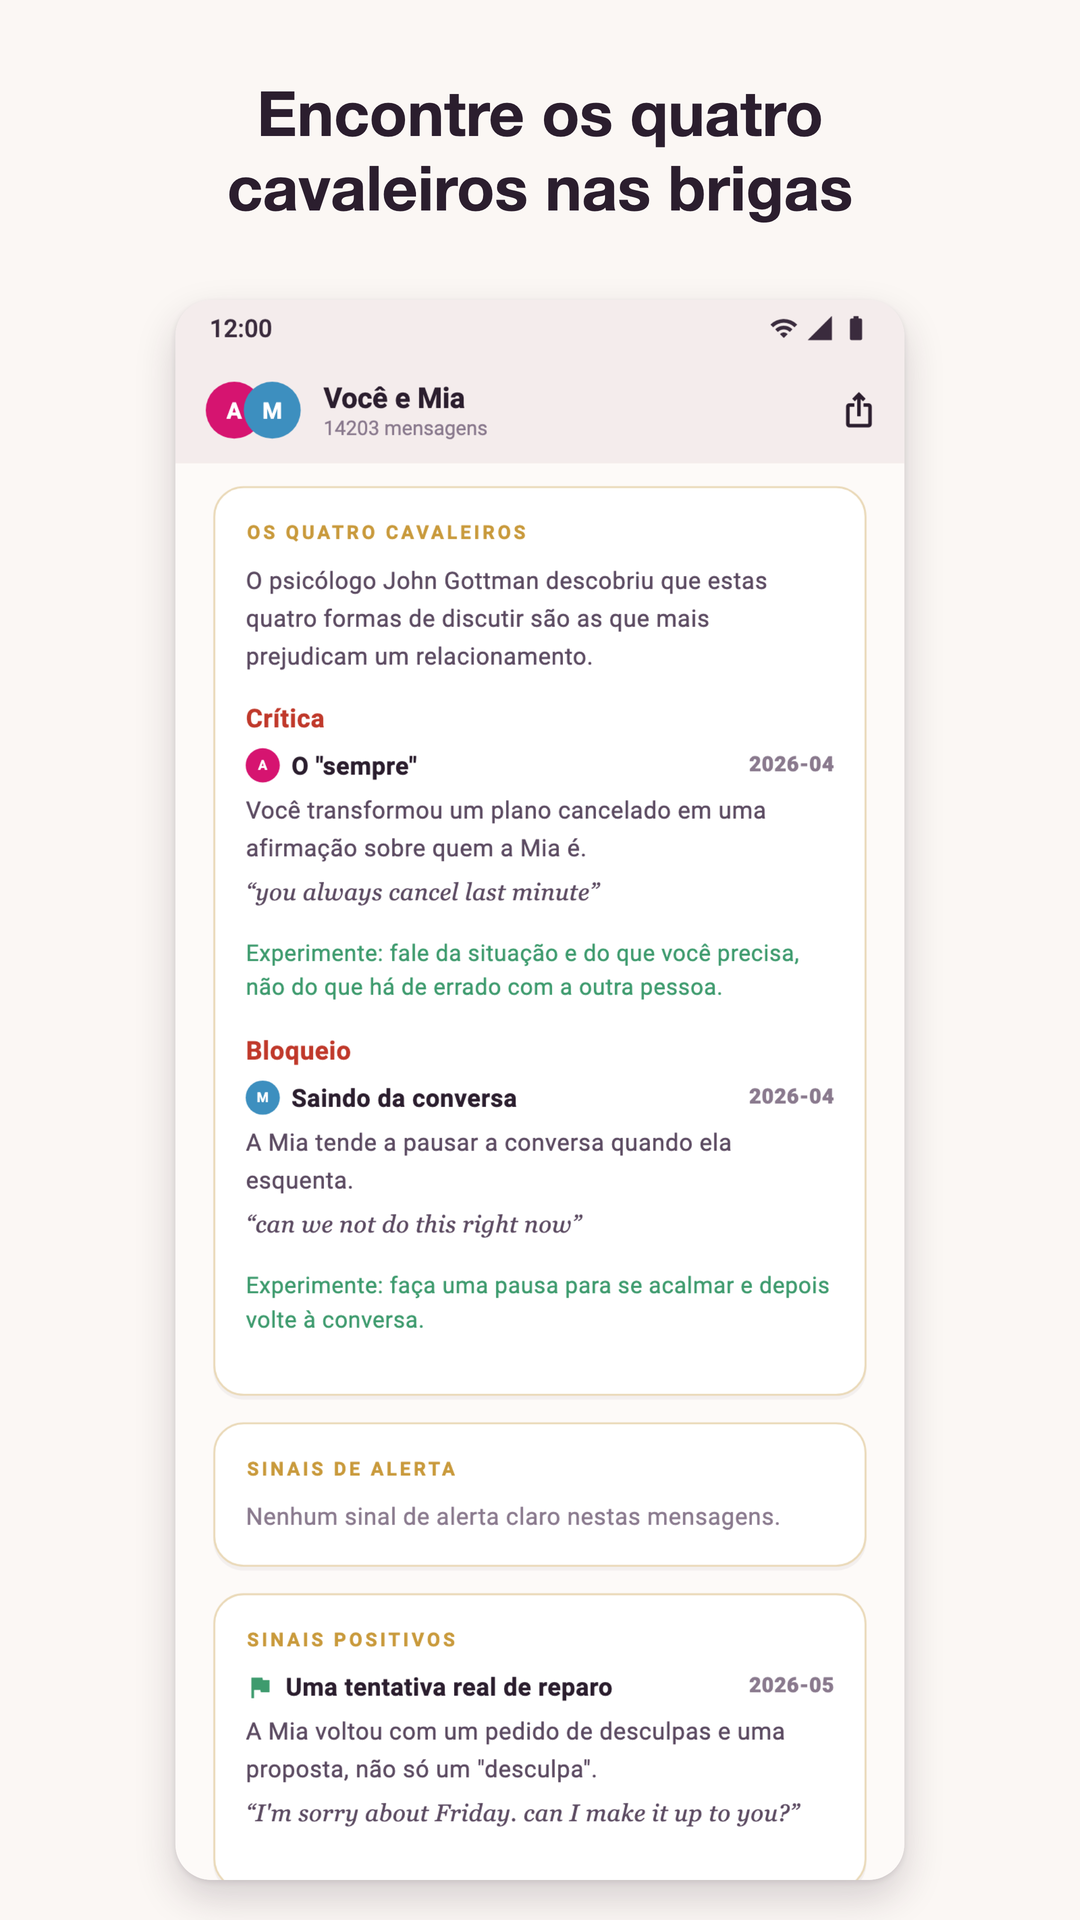 Encontre os quatro
cavaleiros nas brigas
12:00
A M
Você e Mia
14203 mensagens
OS QUATRO CAVALEIROS
O psicólogo John Gottman descobriu que estas
quatro formas de discutir são as que mais
prejudicam um relacionamento.
Crítica
A O "sempre" 2026-04
Você transformou um plano cancelado em uma
afirmação sobre quem a Mia é.
“you always cancel last minute”
Experimente: fale da situação e do que você precisa,
não do que há de errado com a outra pessoa.
Bloqueio
M Saindo da conversa 2026-04
A Mia tende a pausar a conversa quando ela
esquenta.
“can we not do this right now”
Experimente: faça uma pausa para se acalmar e depois
volte à conversa.
SINAIS DE ALERTA
Nenhum sinal de alerta claro nestas mensagens.
SINAIS POSITIVOS
Uma tentativa real de reparo 2026-05
A Mia voltou com um pedido de desculpas e uma
proposta, não só um "desculpa".
“I'm sorry about Friday. can I make it up to you?”